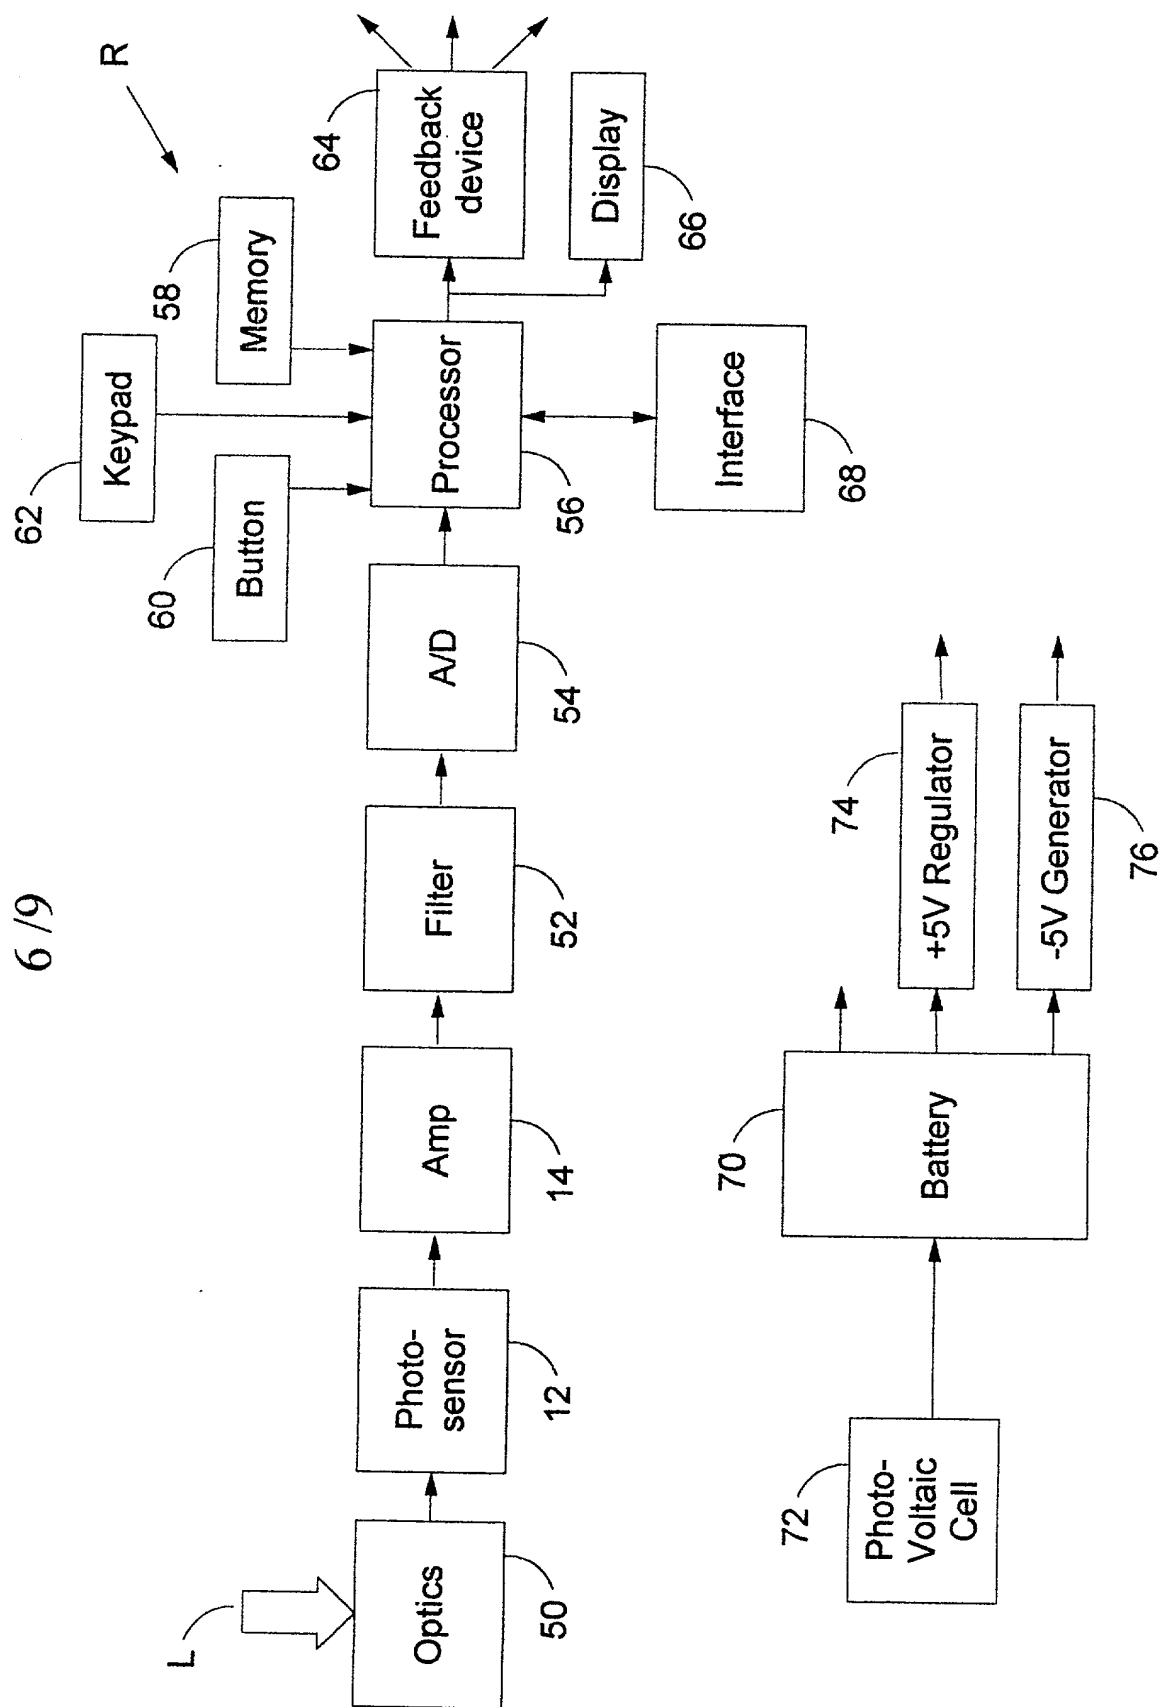 6/9
R
L
Optics
50
Photo-
sensor
12
Amp
14
Filter
52
A/D
54
Processor
56
Button
60
Keypad
62
Memory
58
Feedback
device
64
Display
66
Interface
68
Photo-
Voltaic
Cell
72
Battery
70
+5V Regulator
74
-5V Generator
76